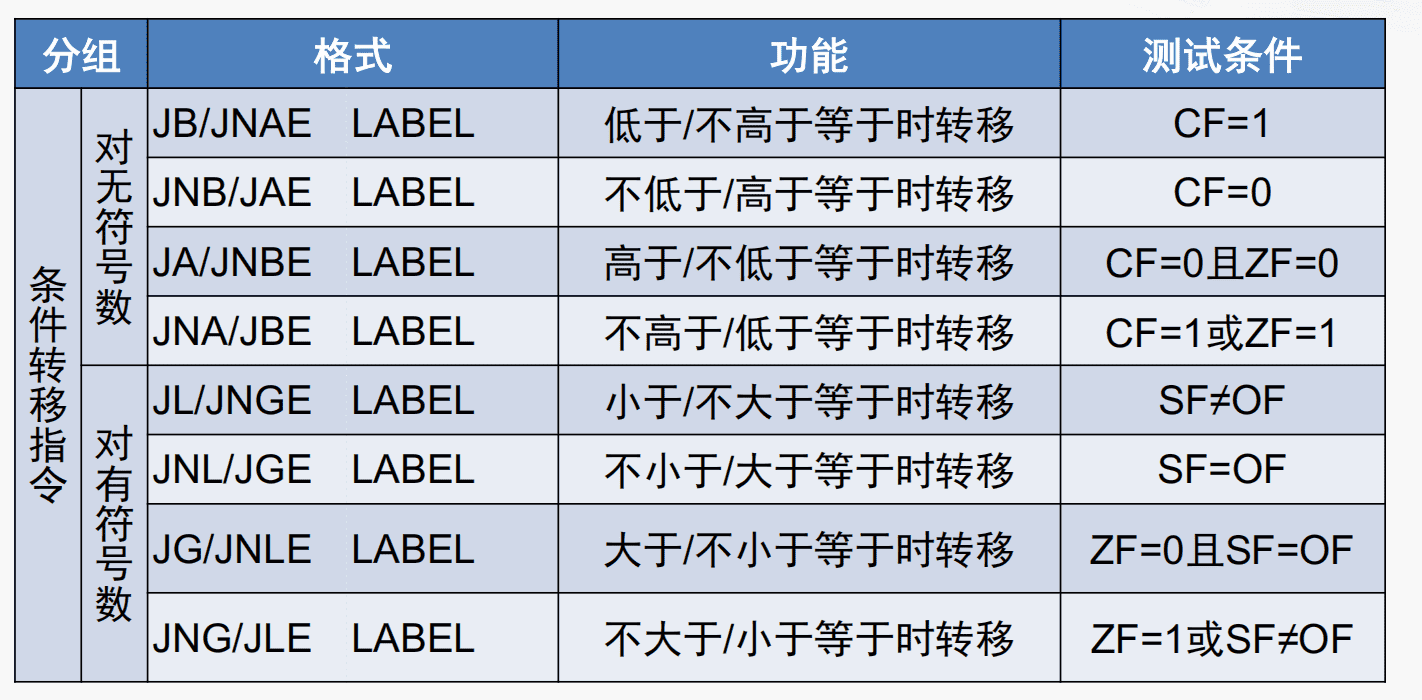 分组 格式 功能 测试条件
条件转移指令
对无符号数
JB/JNAE LABEL 低于/不高于等于时转移 CF=1
JNB/JAE LABEL 不低于/高于等于时转移 CF=0
JA/JNBE LABEL 高于/不低于等于时转移 CF=0且ZF=0
JNA/JBE LABEL 不高于/低于等于时转移 CF=1或ZF=1
对有符号数
JL/JNGE LABEL 小于/不大于等于时转移 SF≠OF
JNL/JGE LABEL 不小于/大于等于时转移 SF=OF
JG/JNLE LABEL 大于/不小于等于时转移 ZF=0且SF=OF
JNG/JLE LABEL 不大于/小于等于时转移 ZF=1或SF≠OF